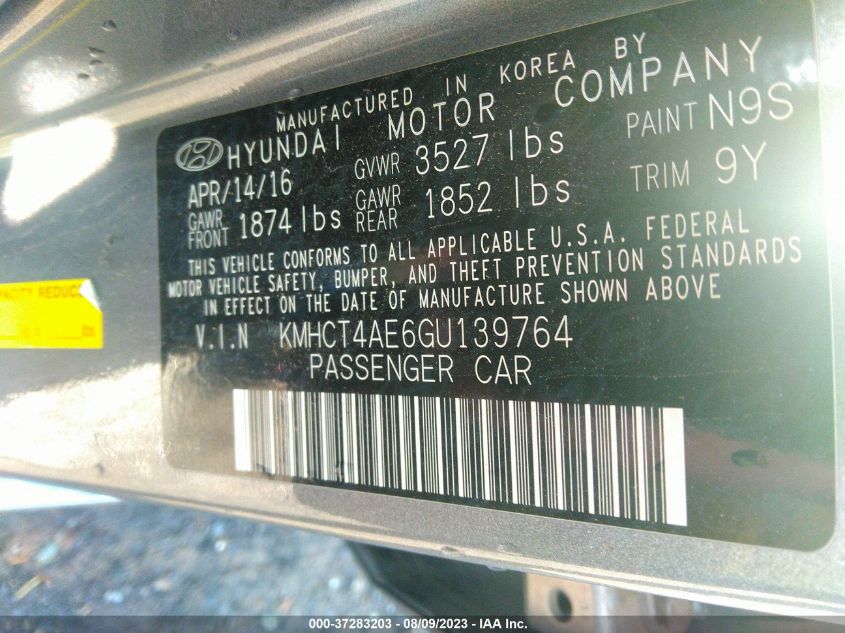 MANUFACTURED IN KOREA BY
HYUNDAI MOTOR COMPANY
APR/14/16 GVWR 3527 lbs PAINT N9S
GAWR FRONT 1874 lbs GAWR REAR 1852 lbs TRIM 9Y
THIS VEHICLE CONFORMS TO ALL APPLICABLE U.S.A. FEDERAL
MOTOR VEHICLE SAFETY, BUMPER, AND THEFT PREVENTION STANDARDS
IN EFFECT ON THE DATE OF MANUFACTURE SHOWN ABOVE
V.I.N KMHCT4AE6GU139764
PASSENGER CAR
REDUC
000-37283203 - 08/09/2023 - IAA Inc.